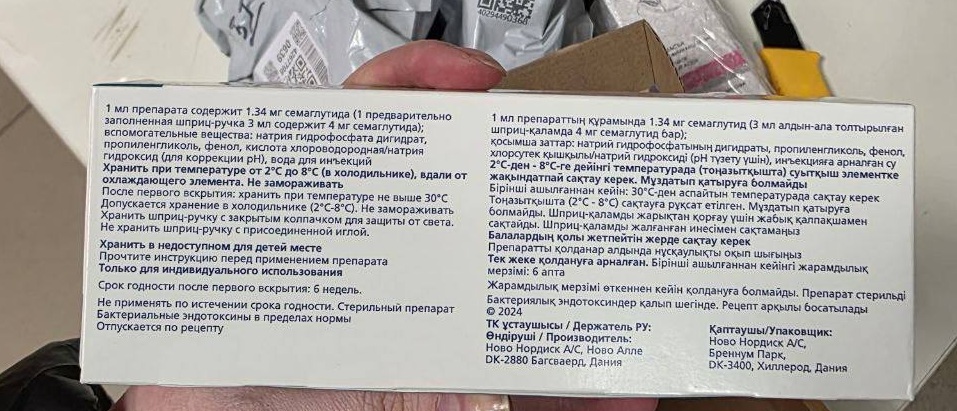 40294490368
1 мл препарата содержит 1.34 мг семаглутида (1 предварительно
заполненная шприц-ручка 3 мл содержит 4 мг семаглутида);
вспомогательные вещества: натрия гидрофосфата дигидрат,
пропиленгликоль, фенол, кислота хлороводородная/натрия
гидроксид (для коррекции pH), вода для инъекций
Хранить при температуре от 2°C до 8°C (в холодильнике), вдали от
охлаждающего элемента. Не замораживать
После первого вскрытия: хранить при температуре не выше 30°C
Допускается хранение в холодильнике (2°C-8°C). Не замораживать
Хранить шприц-ручку с закрытым колпачком для защиты от света.
Не хранить шприц-ручку с присоединенной иглой.
Хранить в недоступном для детей месте
Прочтите инструкцию перед применением препарата
Только для индивидуального использования
Срок годности после первого вскрытия: 6 недель.
Не применять по истечении срока годности. Стерильный препарат
Бактериальные эндотоксины в пределах нормы
Отпускается по рецепту
1 мл препараттың құрамында 1.34 мг семаглутид (3 мл алдын-ала толтырылған
шприц-қаламда 4 мг семаглутид бар);
қосымша заттар: натрий гидрофосфатының дигидраты, пропиленгликоль, фенол,
хлорсутек қышқылы/натрий гидроксиді (pH түзету үшін), инъекцияға арналған су
2°C-ден - 8°C-ге дейінгі температурада (тоңазытқышта) суытқыш элементке
жақындатпай сақтау керек. Мұздатып қатыруға болмайды
Бірінші ашылғаннан кейін: 30°C-ден аспайтын температурада сақтау керек
Тоңазытқышта (2°C - 8°C) сақтауға рұқсат етілген. Мұздатып қатыруға
болмайды. Шприц-қаламды жарықтан қорғау үшін жабық қалпақшамен
сақтайды. Шприц-қаламды жалғанған инесімен сақтамаңыз
Балалардың қолы жетпейтін жерде сақтау керек
Препаратты қолданар алдында нұсқаулықты оқып шығыңыз
Тек жеке қолдануға арналған. Бірінші ашылғаннан кейінгі жарамдылық
мерзімі: 6 апта
Жарамдылық мерзімі өткеннен кейін қолдануға болмайды. Препарат стерильді
Бактериялық эндотоксиндер қалып шегінде. Рецепт арқылы босатылады
© 2024
ТК ұстаушысы / Держатель РУ:
Өндіруші / Производитель:
Ново Нордиск А/С, Ново Алле
DK-2880 Багсваерд, Дания
Қаптаушы/Упаковщик:
Ново Нордиск А/С,
Бреннум Парк,
DK-3400, Хиллерод, Дания